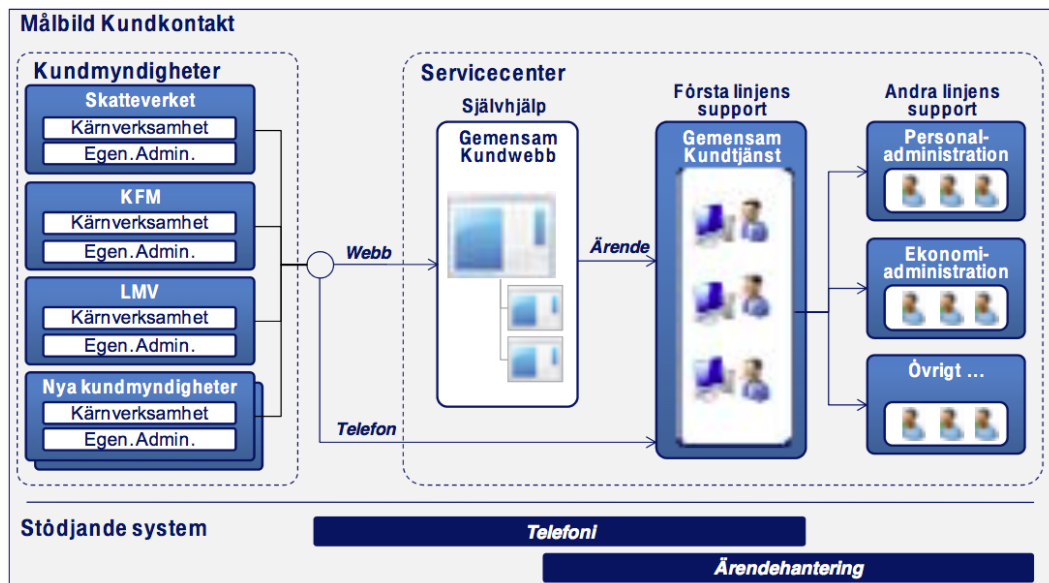 Målbild Kundkontakt
Kundmyndigheter
Skatteverket
Kärnverksamhet
Egen.Admin.
KFM
Kärnverksamhet
Egen.Admin.
LMV
Kärnverksamhet
Egen.Admin.
Nya kundmyndigheter
Kärnverksamhet
Egen.Admin.
Webb
Telefon
Servicecenter
Självhjälp
Gemensam
Kundwebb
Ärende
Första linjens
support
Gemensam
Kundtjänst
Andra linjens
support
Personal-
administration
Ekonomi-
administration
Övrigt ...
Stödjande system
Telefoni
Ärendehantering